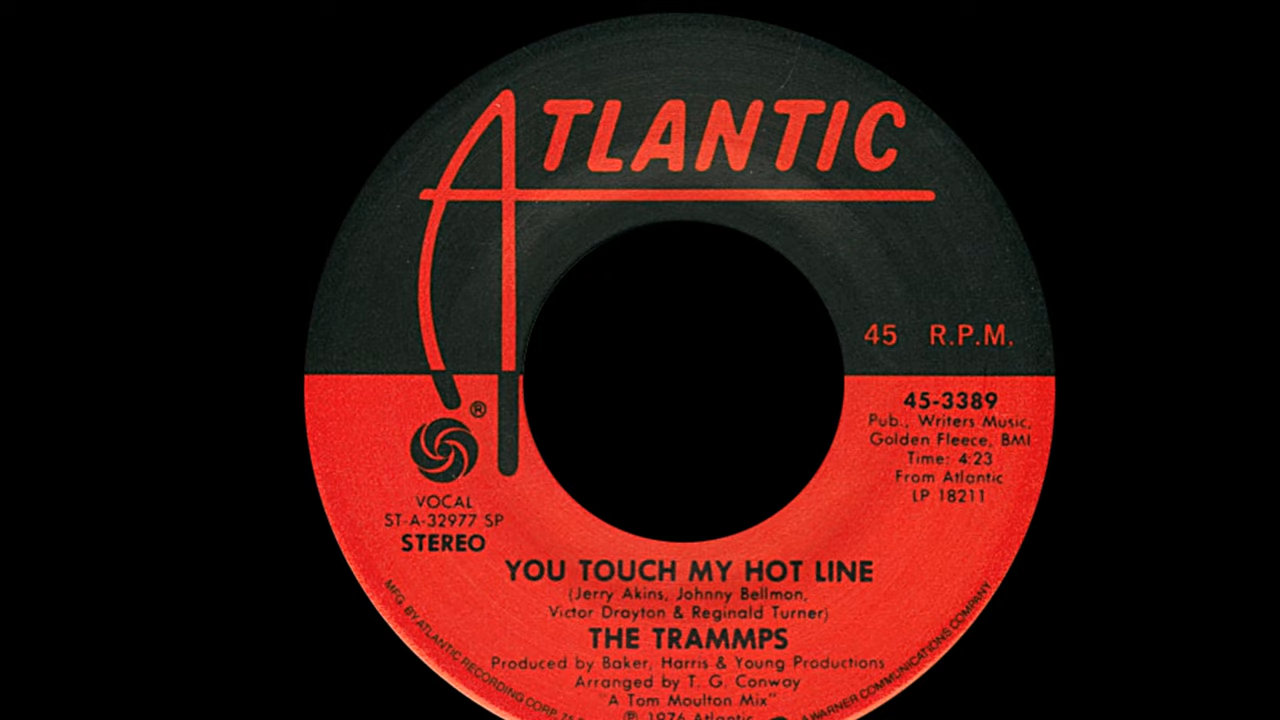 ATLANTIC
45 R.P.M.
45-3389
Pub., Writers Music,
Golden Fleece, BMI
Time: 4:23
From Atlantic
LP 18211
®
VOCAL
ST-A-32977 SP
STEREO
YOU TOUCH MY HOT LINE
(Jerry Akins, Johnny Bellmon,
Victor Drayton & Reginald Turner)
THE TRAMMPS
Produced by Baker, Harris & Young Productions
Arranged by T. G. Conway
"A Tom Moulton Mix"
℗ 1976 Atlantic
MFG. BY ATLANTIC RECORDING CORP.
A WARNER COMMUNICATIONS COMPANY